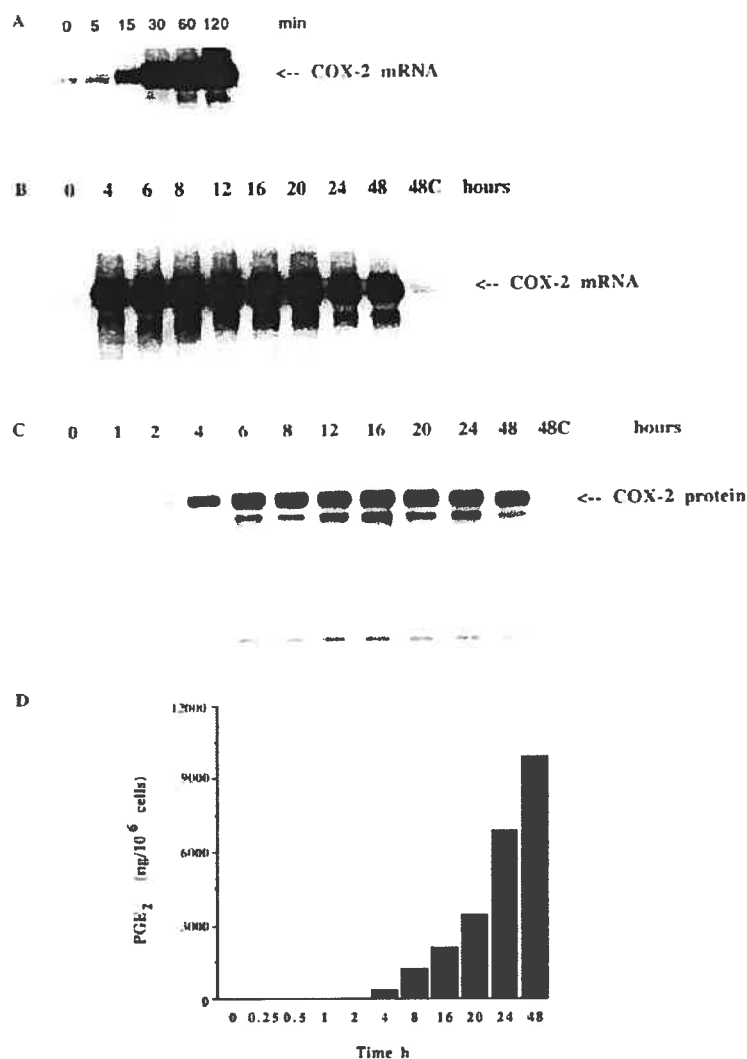 A 0 5 15 30 60 120 min
<-- COX-2 mRNA
B 0 4 6 8 12 16 20 24 48 48C hours
<-- COX-2 mRNA
C 0 1 2 4 6 8 12 16 20 24 48 48C hours
<-- COX-2 protein
D
12000
9000
6000
3000
0
PGE2 (ng/10^6 cells)
0 0.25 0.5 1 2 4 8 16 20 24 48
Time h